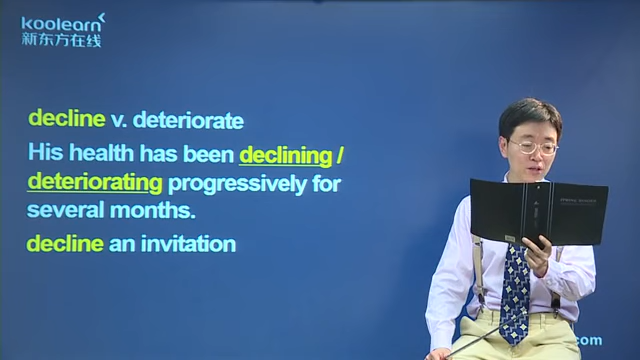 koolearn
新东方在线
decline v. deteriorate
His health has been declining /
deteriorating progressively for
several months.
decline an invitation
.com